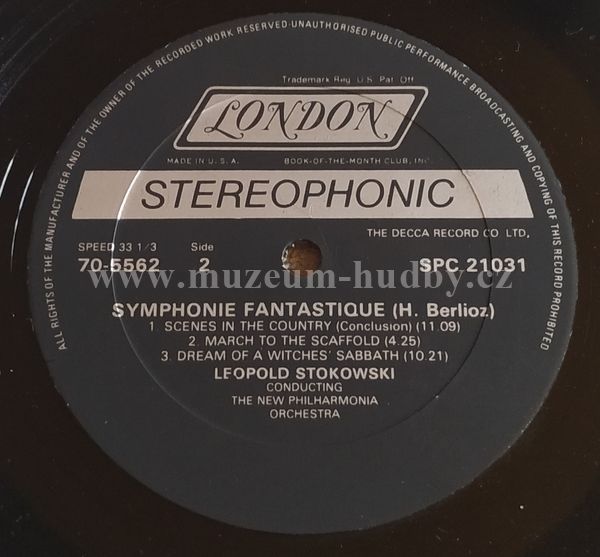 ALL RIGHTS OF THE MANUFACTURER AND OF THE OWNER OF THE RECORDED WORK RESERVED·UNAUTHORISED PUBLIC PERFORMANCE BROADCASTING AND COPYING OF THIS RECORD PROHIBITED
Trademark Reg. U.S. Pat. Off.
LONDON
MADE IN U.S.A. BOOK-OF-THE-MONTH CLUB, INC.
STEREOPHONIC
THE DECCA RECORD CO. LTD,
SPEED 33 1/3 Side
70-5562 2 SPC 21031
www.muzeum-hudby.cz
SYMPHONIE FANTASTIQUE (H. Berlioz)
1. SCENES IN THE COUNTRY (Conclusion) (11.09)
2. MARCH TO THE SCAFFOLD (4.25)
3. DREAM OF A WITCHES' SABBATH (10.21)
LEOPOLD STOKOWSKI
CONDUCTING
THE NEW PHILHARMONIA
ORCHESTRA